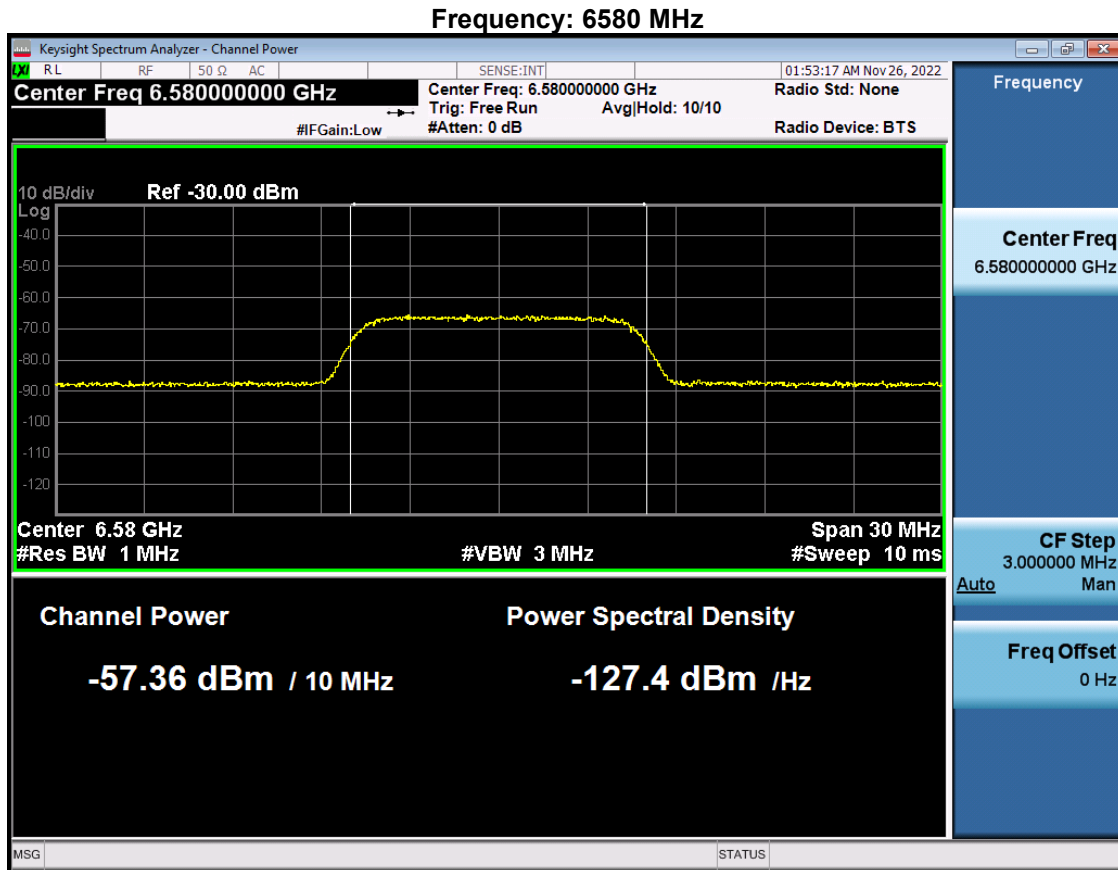 Frequency: 6580 MHz
Keysight Spectrum Analyzer - Channel Power
LXI RL RF 50 Ω AC SENSE:INT 01:53:17 AM Nov 26, 2022
Center Freq 6.580000000 GHz
Center Freq: 6.580000000 GHz
Radio Std: None
Trig: Free Run Avg|Hold: 10/10
#IFGain:Low
#Atten: 0 dB
Radio Device: BTS
10 dB/div Ref -30.00 dBm
Log
-40.0
-50.0
-60.0
-70.0
-80.0
-90.0
-100
-110
-120
Center 6.58 GHz Span 30 MHz
#Res BW 1 MHz #VBW 3 MHz #Sweep 10 ms
Channel Power Power Spectral Density
-57.36 dBm / 10 MHz -127.4 dBm /Hz
Frequency
Center Freq
6.580000000 GHz
CF Step
3.000000 MHz
Auto Man
Freq Offset
0 Hz
MSG STATUS